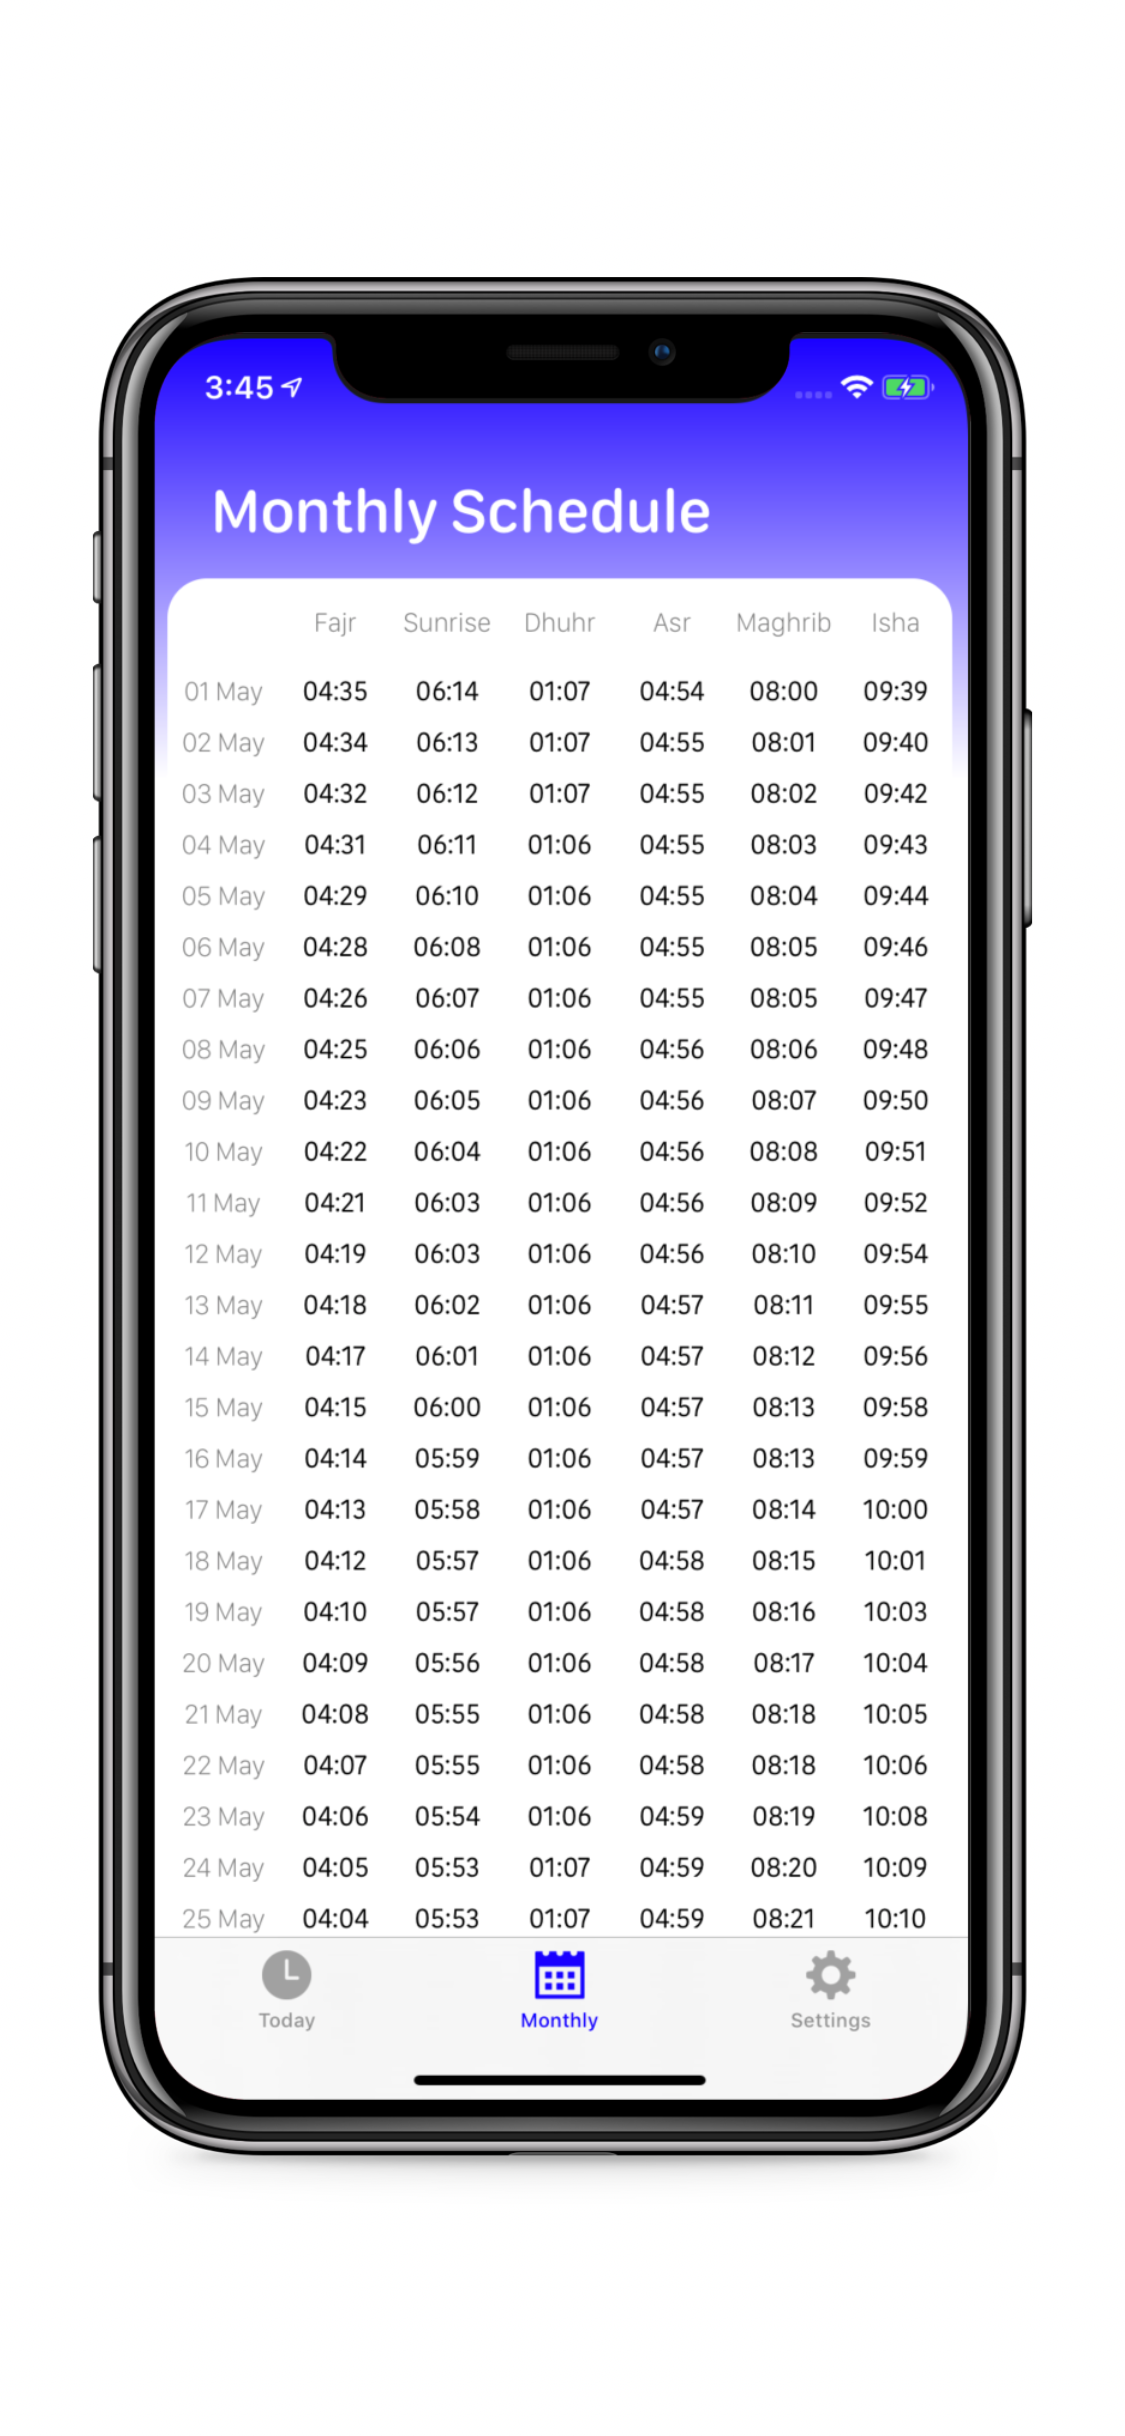 3:45
Monthly Schedule
Fajr Sunrise Dhuhr Asr Maghrib Isha
01 May 04:35 06:14 01:07 04:54 08:00 09:39
02 May 04:34 06:13 01:07 04:55 08:01 09:40
03 May 04:32 06:12 01:07 04:55 08:02 09:42
04 May 04:31 06:11 01:06 04:55 08:03 09:43
05 May 04:29 06:10 01:06 04:55 08:04 09:44
06 May 04:28 06:08 01:06 04:55 08:05 09:46
07 May 04:26 06:07 01:06 04:55 08:05 09:47
08 May 04:25 06:06 01:06 04:56 08:06 09:48
09 May 04:23 06:05 01:06 04:56 08:07 09:50
10 May 04:22 06:04 01:06 04:56 08:08 09:51
11 May 04:21 06:03 01:06 04:56 08:09 09:52
12 May 04:19 06:03 01:06 04:56 08:10 09:54
13 May 04:18 06:02 01:06 04:57 08:11 09:55
14 May 04:17 06:01 01:06 04:57 08:12 09:56
15 May 04:15 06:00 01:06 04:57 08:13 09:58
16 May 04:14 05:59 01:06 04:57 08:13 09:59
17 May 04:13 05:58 01:06 04:57 08:14 10:00
18 May 04:12 05:57 01:06 04:58 08:15 10:01
19 May 04:10 05:57 01:06 04:58 08:16 10:03
20 May 04:09 05:56 01:06 04:58 08:17 10:04
21 May 04:08 05:55 01:06 04:58 08:18 10:05
22 May 04:07 05:55 01:06 04:58 08:18 10:06
23 May 04:06 05:54 01:06 04:59 08:19 10:08
24 May 04:05 05:53 01:07 04:59 08:20 10:09
25 May 04:04 05:53 01:07 04:59 08:21 10:10
Today Monthly Settings